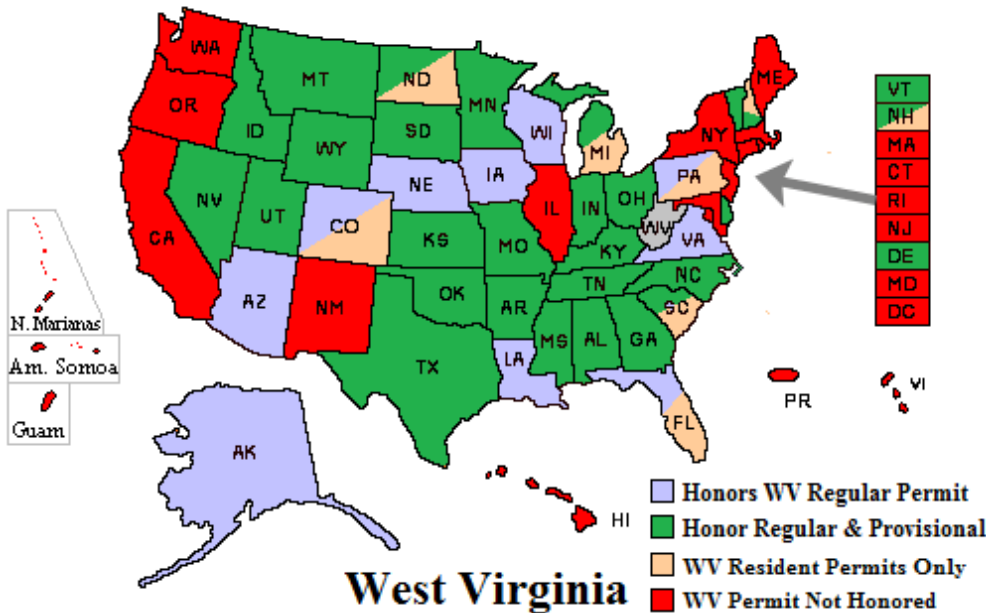 WA
MT
ND
MN
ME
OR
ID
WY
SD
WI
MI
NY
VT
NH
MA
CT
RI
NJ
DE
MD
DC
NV
UT
CO
NE
IA
IL
IN
OH
PA
WV
VA
CA
KS
MO
KY
AZ
NM
OK
AR
TN
NC
SC
TX
LA
MS
AL
GA
FL
N. Marianas
Am. Somoa
Guam
AK
HI
PR
VI
Honors WV Regular Permit
Honor Regular & Provisional
WV Resident Permits Only
WV Permit Not Honored
West Virginia